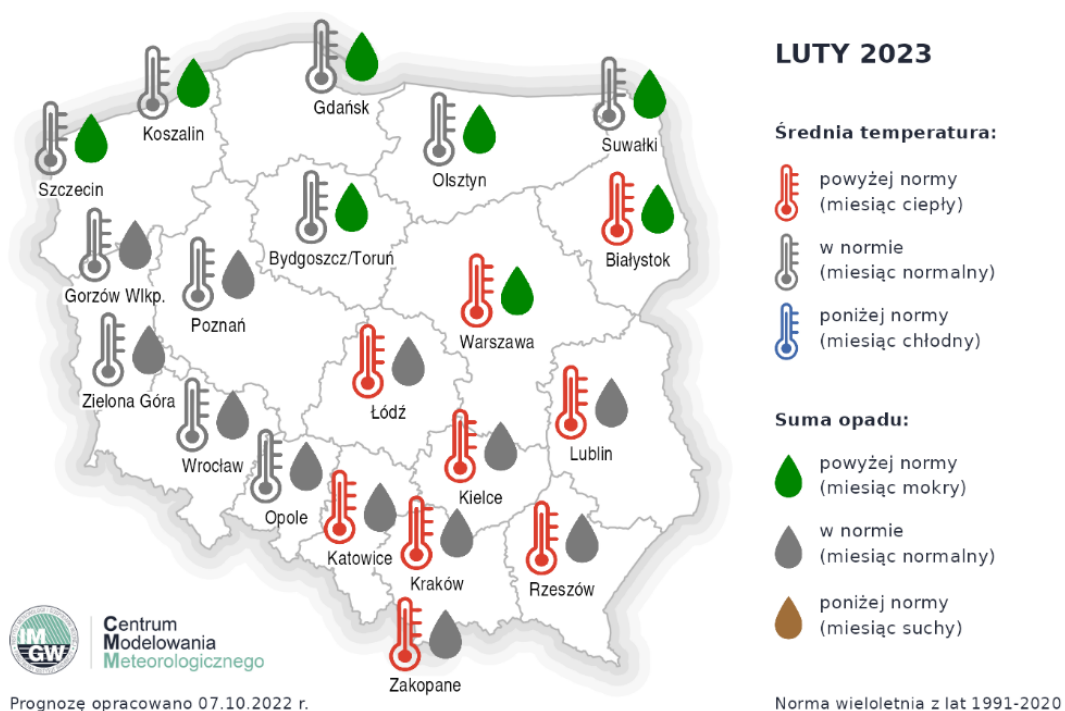 LUTY 2023
Średnia temperatura:
powyżej normy
(miesiąc ciepły)
w normie
(miesiąc normalny)
poniżej normy
(miesiąc chłodny)
Suma opadu:
powyżej normy
(miesiąc mokry)
w normie
(miesiąc normalny)
poniżej normy
(miesiąc suchy)
Gdańsk
Koszalin
Suwałki
Szczecin
Olsztyn
Bydgoszcz/Toruń
Białystok
Gorzów Wlkp.
Poznań
Warszawa
Zielona Góra
Łódź
Lublin
Wrocław
Kielce
Opole
Katowice
Kraków
Rzeszów
Zakopane
IM
GW
Centrum
Modelowania
Meteorologicznego
Prognozę opracowano 07.10.2022 r.
Norma wieloletnia z lat 1991-2020